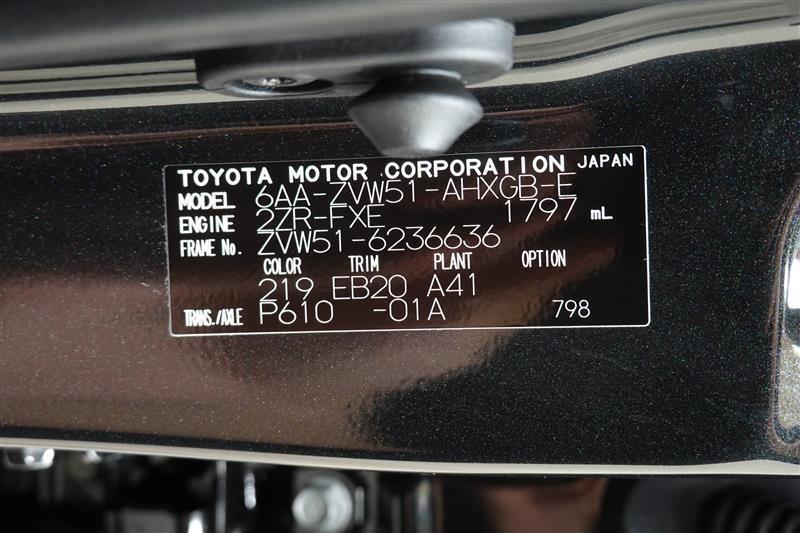 TOYOTA MOTOR CORPORATION JAPAN
MODEL 6AA-ZVW51-AHXGB-E
ENGINE 2ZR-FXE 1797 mL
FRAME No. ZVW51-6236636
COLOR TRIM PLANT OPTION
219 EB20 A41
TRANS./AXLE P610 -01A 798